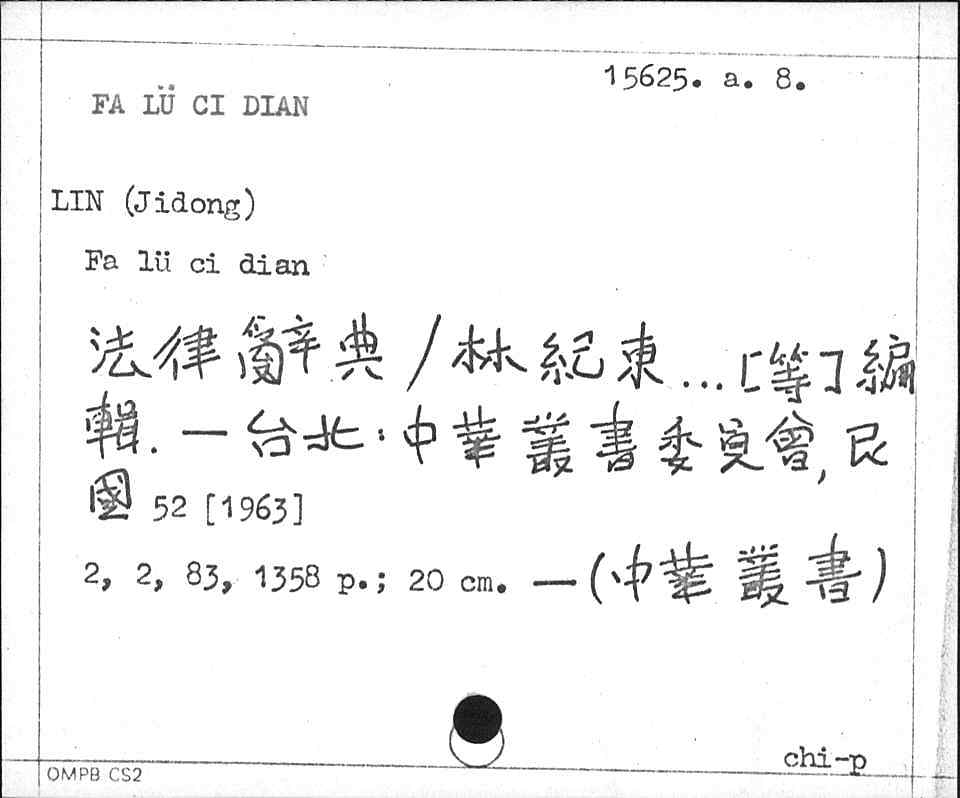 15625. a. 8.
FA LÜ CI DIAN
LIN (Jidong)
Fa lü ci dian
法律辭典 / 林紀東 ... [等] 編
輯. — 台北: 中華叢書委員會, 民
國 52 [1963]
2, 2, 83, 1358 p.; 20 cm. — (中華叢書)
chi-p
OMPB CS2